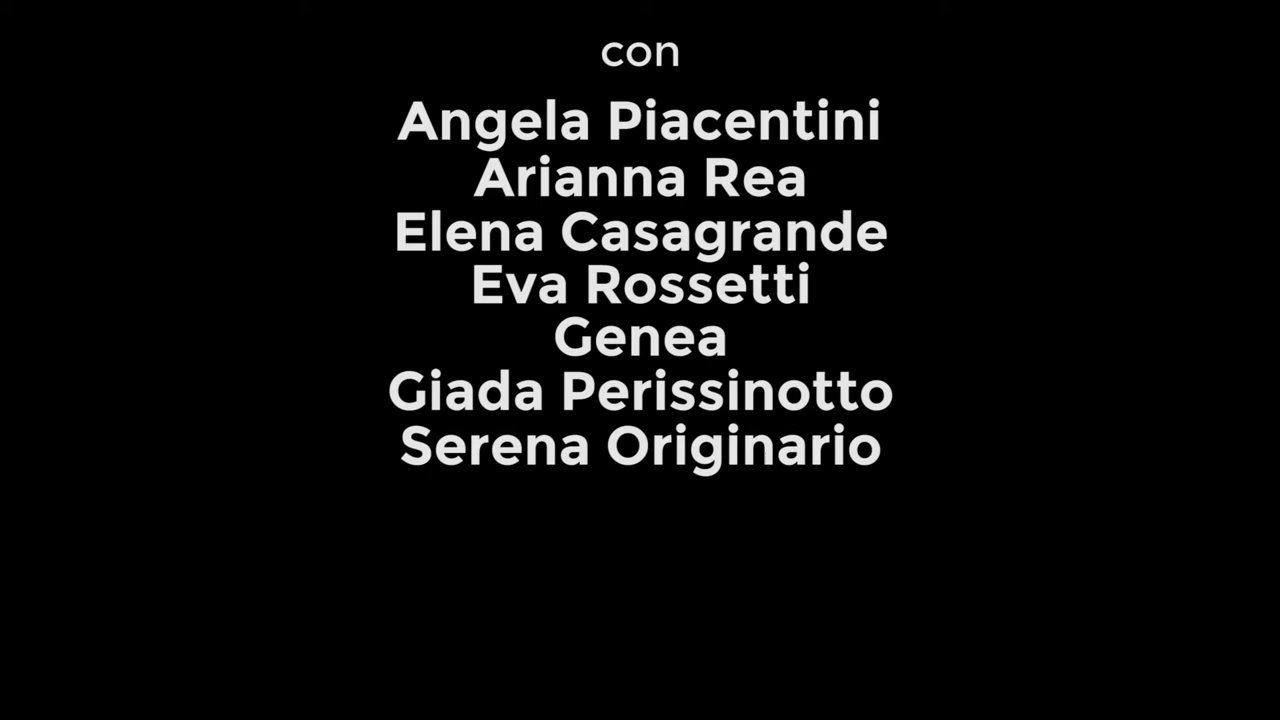 con
Angela Piacentini
Arianna Rea
Elena Casagrande
Eva Rossetti
Genea
Giada Perissinotto
Serena Originario